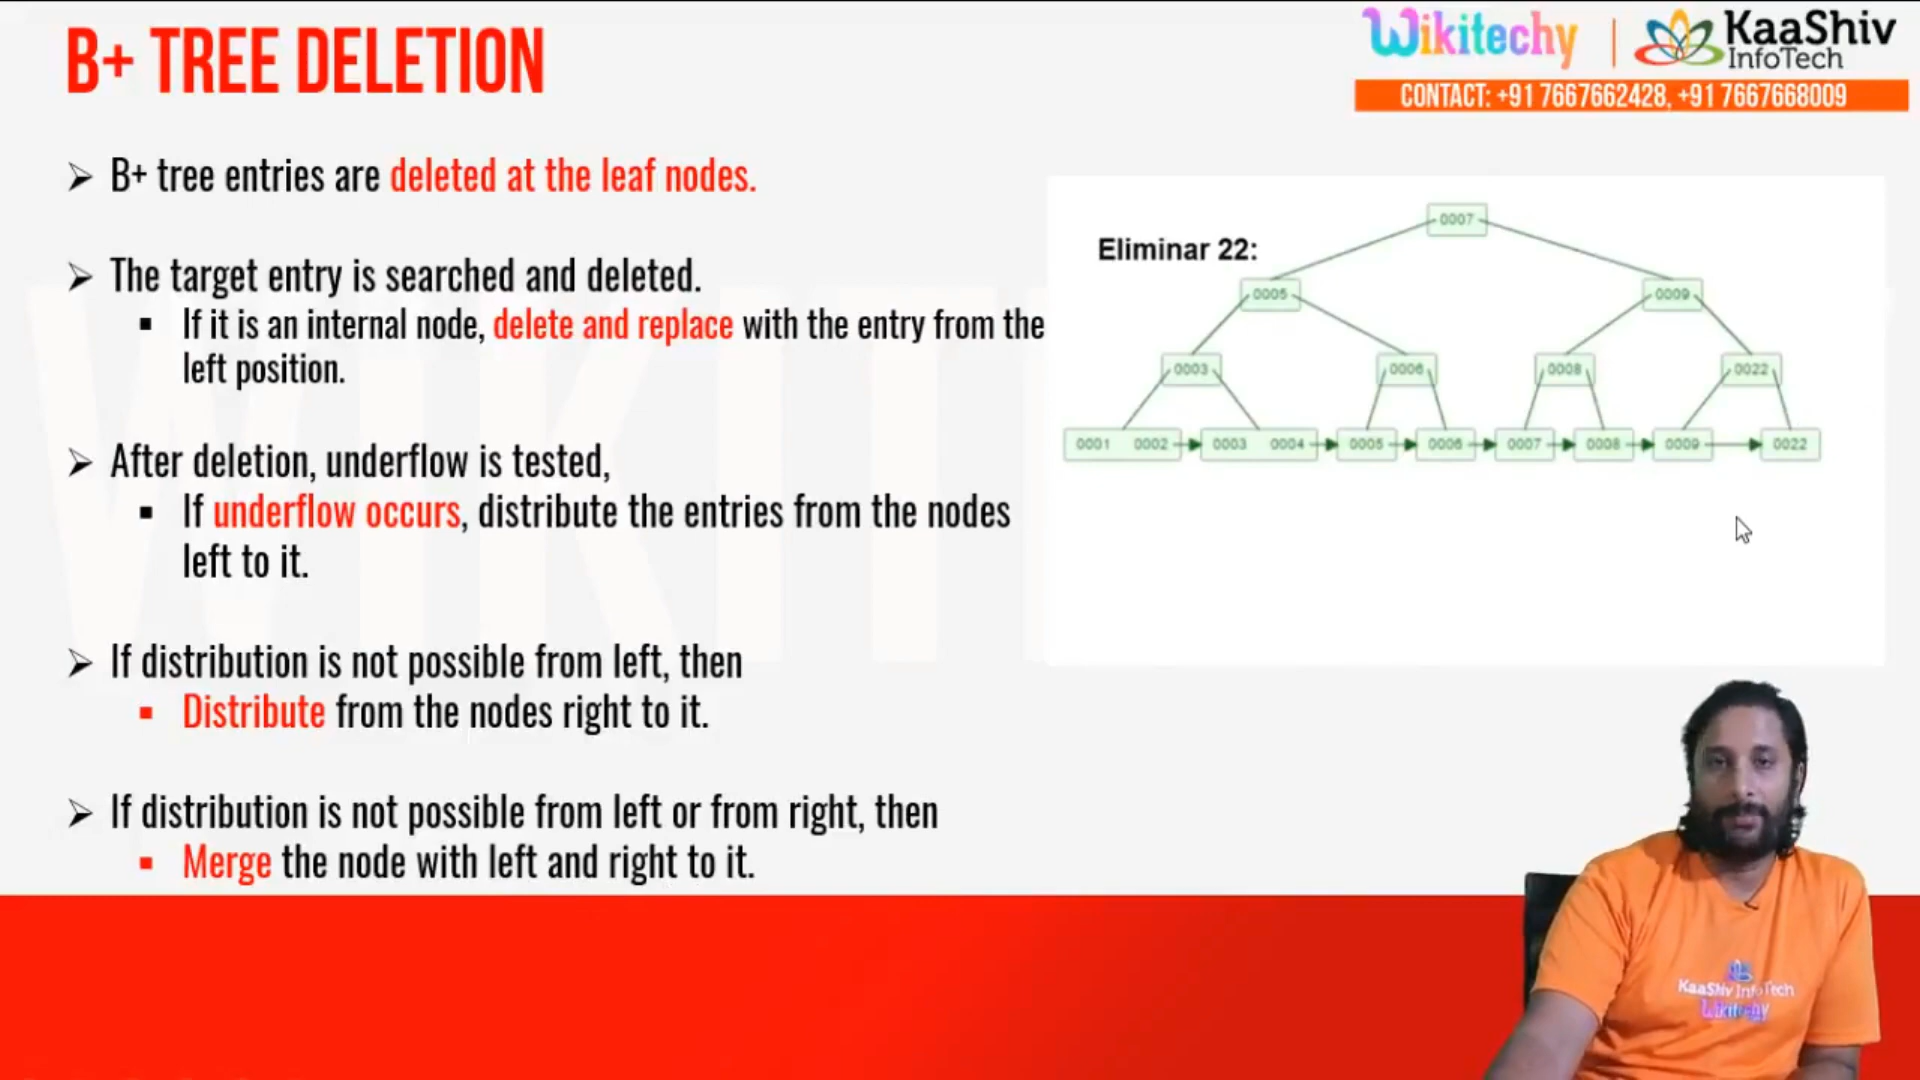 B+ TREE DELETION
Wikitechy
KaaShiv
InfoTech
CONTACT: +91 7667662428, +91 7667668009
B+ tree entries are deleted at the leaf nodes.
The target entry is searched and deleted.
If it is an internal node, delete and replace with the entry from the
left position.
After deletion, underflow is tested,
If underflow occurs, distribute the entries from the nodes
left to it.
If distribution is not possible from left, then
Distribute from the nodes right to it.
If distribution is not possible from left or from right, then
Merge the node with left and right to it.
Eliminar 22:
0007
0005 0009
0003 0006 0008 0022
0001 0002 0003 0004 0005 0006 0007 0008 0009 0022
KaaShiv InfoTech
Wikitechy
WIKIT